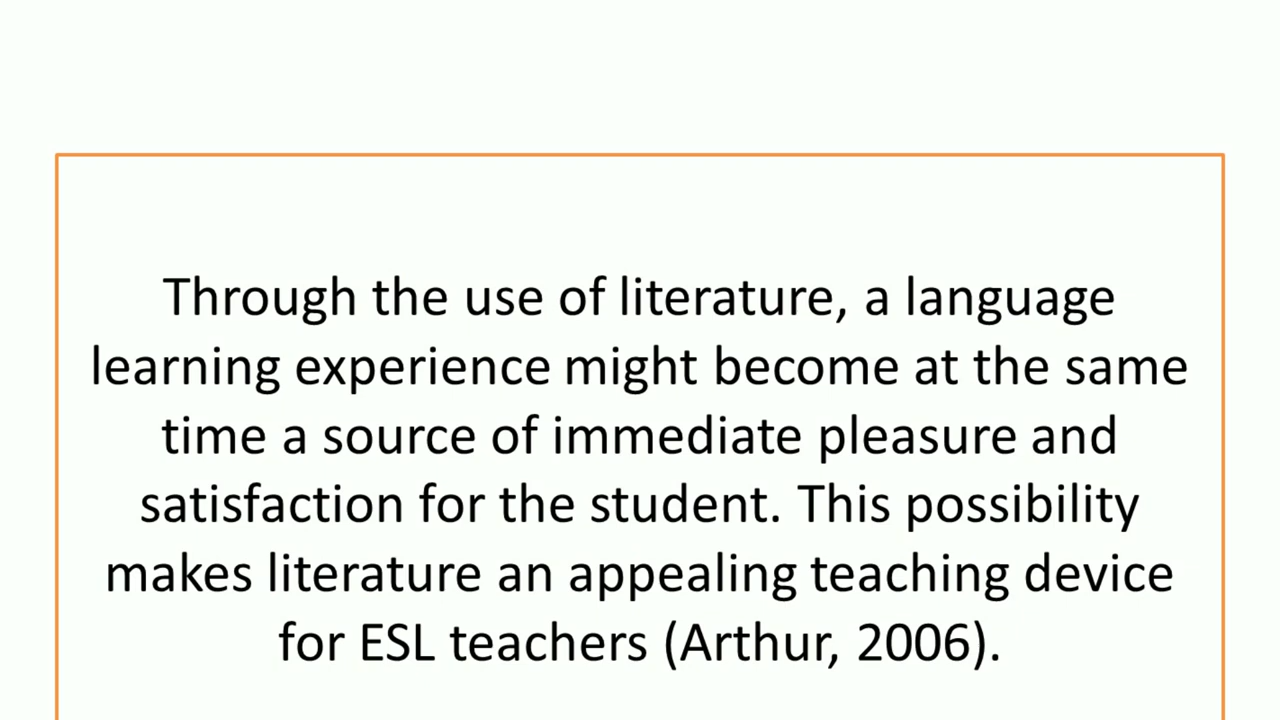 Through the use of literature, a language
learning experience might become at the same
time a source of immediate pleasure and
satisfaction for the student. This possibility
makes literature an appealing teaching device
for ESL teachers (Arthur, 2006).